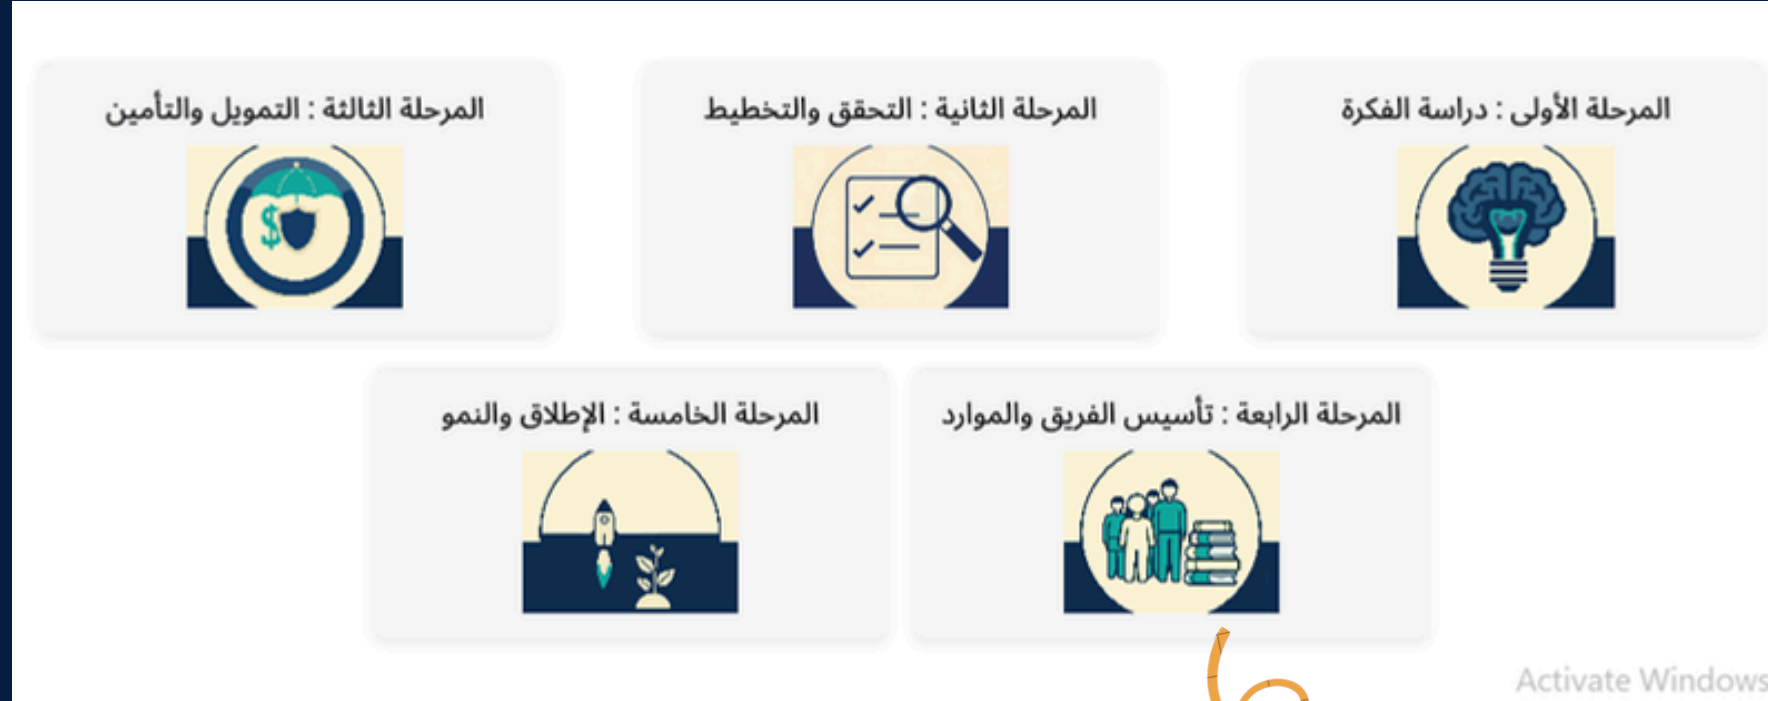 المرحلة الأولى : دراسة الفكرة
المرحلة الثانية : التحقق والتخطيط
المرحلة الثالثة : التمويل والتأمين
$
المرحلة الرابعة : تأسيس الفريق والموارد
المرحلة الخامسة : الإطلاق والنمو
Activate Windows